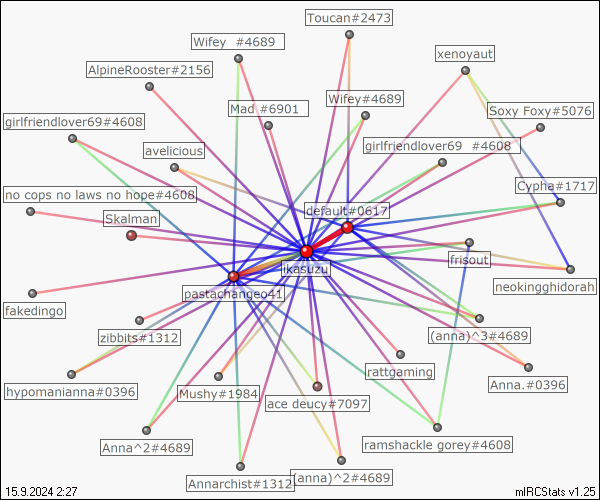 Toucan#2473
Wifey  #4689
xenoyaut
AlpineRooster#2156
Mad #6901
Wifey#4689
Soxy Foxy#5076
girlfriendlover69#4608
avelicious
girlfriendlover69  #4608
Cypha#1717
no cops no laws no hope#4608
Skalman
default#0617
jkasuzu
frisout
neokingghidorah
pastachangeo41
fakedingo
zibbits#1312
(anna)^3#4689
rattgaming
Anna.#0396
hypomanianna#0396
Mushy#1984
ace deucy#7097
Anna^2#4689
ramshackle gorey#4608
Annarchist#1312
(anna)^2#4689
15.9.2024 2:27
mIRCStats v1.25